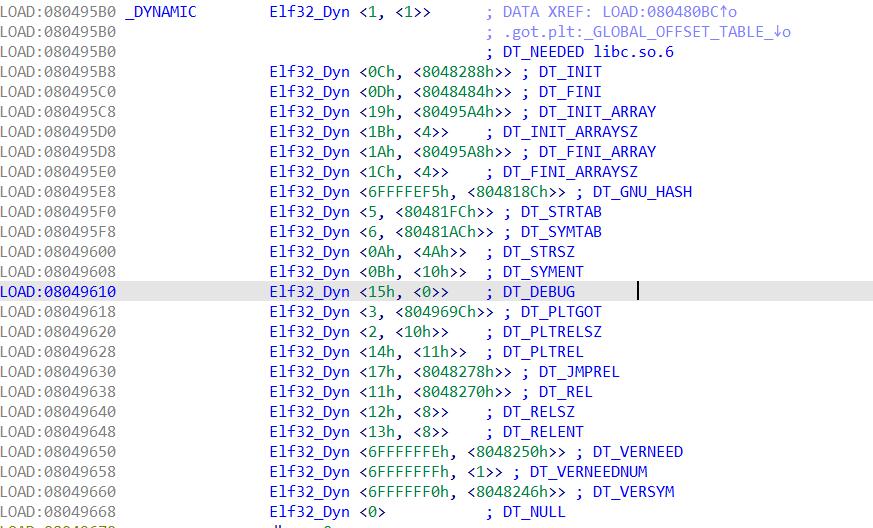 LOAD:080495B0 _DYNAMIC Elf32_Dyn <1, <1>> ; DATA XREF: LOAD:080480BC↑o
LOAD:080495B0 ; .got.plt:_GLOBAL_OFFSET_TABLE_↓o
LOAD:080495B0 ; DT_NEEDED libc.so.6
LOAD:080495B8 Elf32_Dyn <0Ch, <8048288h>> ; DT_INIT
LOAD:080495C0 Elf32_Dyn <0Dh, <8048484h>> ; DT_FINI
LOAD:080495C8 Elf32_Dyn <19h, <80495A4h>> ; DT_INIT_ARRAY
LOAD:080495D0 Elf32_Dyn <1Bh, <4>> ; DT_INIT_ARRAYSZ
LOAD:080495D8 Elf32_Dyn <1Ah, <80495A8h>> ; DT_FINI_ARRAY
LOAD:080495E0 Elf32_Dyn <1Ch, <4>> ; DT_FINI_ARRAYSZ
LOAD:080495E8 Elf32_Dyn <6FFFFEF5h, <804818Ch>> ; DT_GNU_HASH
LOAD:080495F0 Elf32_Dyn <5, <80481FCh>> ; DT_STRTAB
LOAD:080495F8 Elf32_Dyn <6, <80481ACh>> ; DT_SYMTAB
LOAD:08049600 Elf32_Dyn <0Ah, <4Ah>> ; DT_STRSZ
LOAD:08049608 Elf32_Dyn <0Bh, <10h>> ; DT_SYMENT
LOAD:08049610 Elf32_Dyn <15h, <0>> ; DT_DEBUG
LOAD:08049618 Elf32_Dyn <3, <804969Ch>> ; DT_PLTGOT
LOAD:08049620 Elf32_Dyn <2, <10h>> ; DT_PLTRELSZ
LOAD:08049628 Elf32_Dyn <14h, <11h>> ; DT_PLTREL
LOAD:08049630 Elf32_Dyn <17h, <8048278h>> ; DT_JMPREL
LOAD:08049638 Elf32_Dyn <11h, <8048270h>> ; DT_REL
LOAD:08049640 Elf32_Dyn <12h, <8>> ; DT_RELSZ
LOAD:08049648 Elf32_Dyn <13h, <8>> ; DT_RELENT
LOAD:08049650 Elf32_Dyn <6FFFFFFEh, <8048250h>> ; DT_VERNEED
LOAD:08049658 Elf32_Dyn <6FFFFFFFh, <1>> ; DT_VERNEEDNUM
LOAD:08049660 Elf32_Dyn <6FFFFFF0h, <8048246h>> ; DT_VERSYM
LOAD:08049668 Elf32_Dyn <0> ; DT_NULL